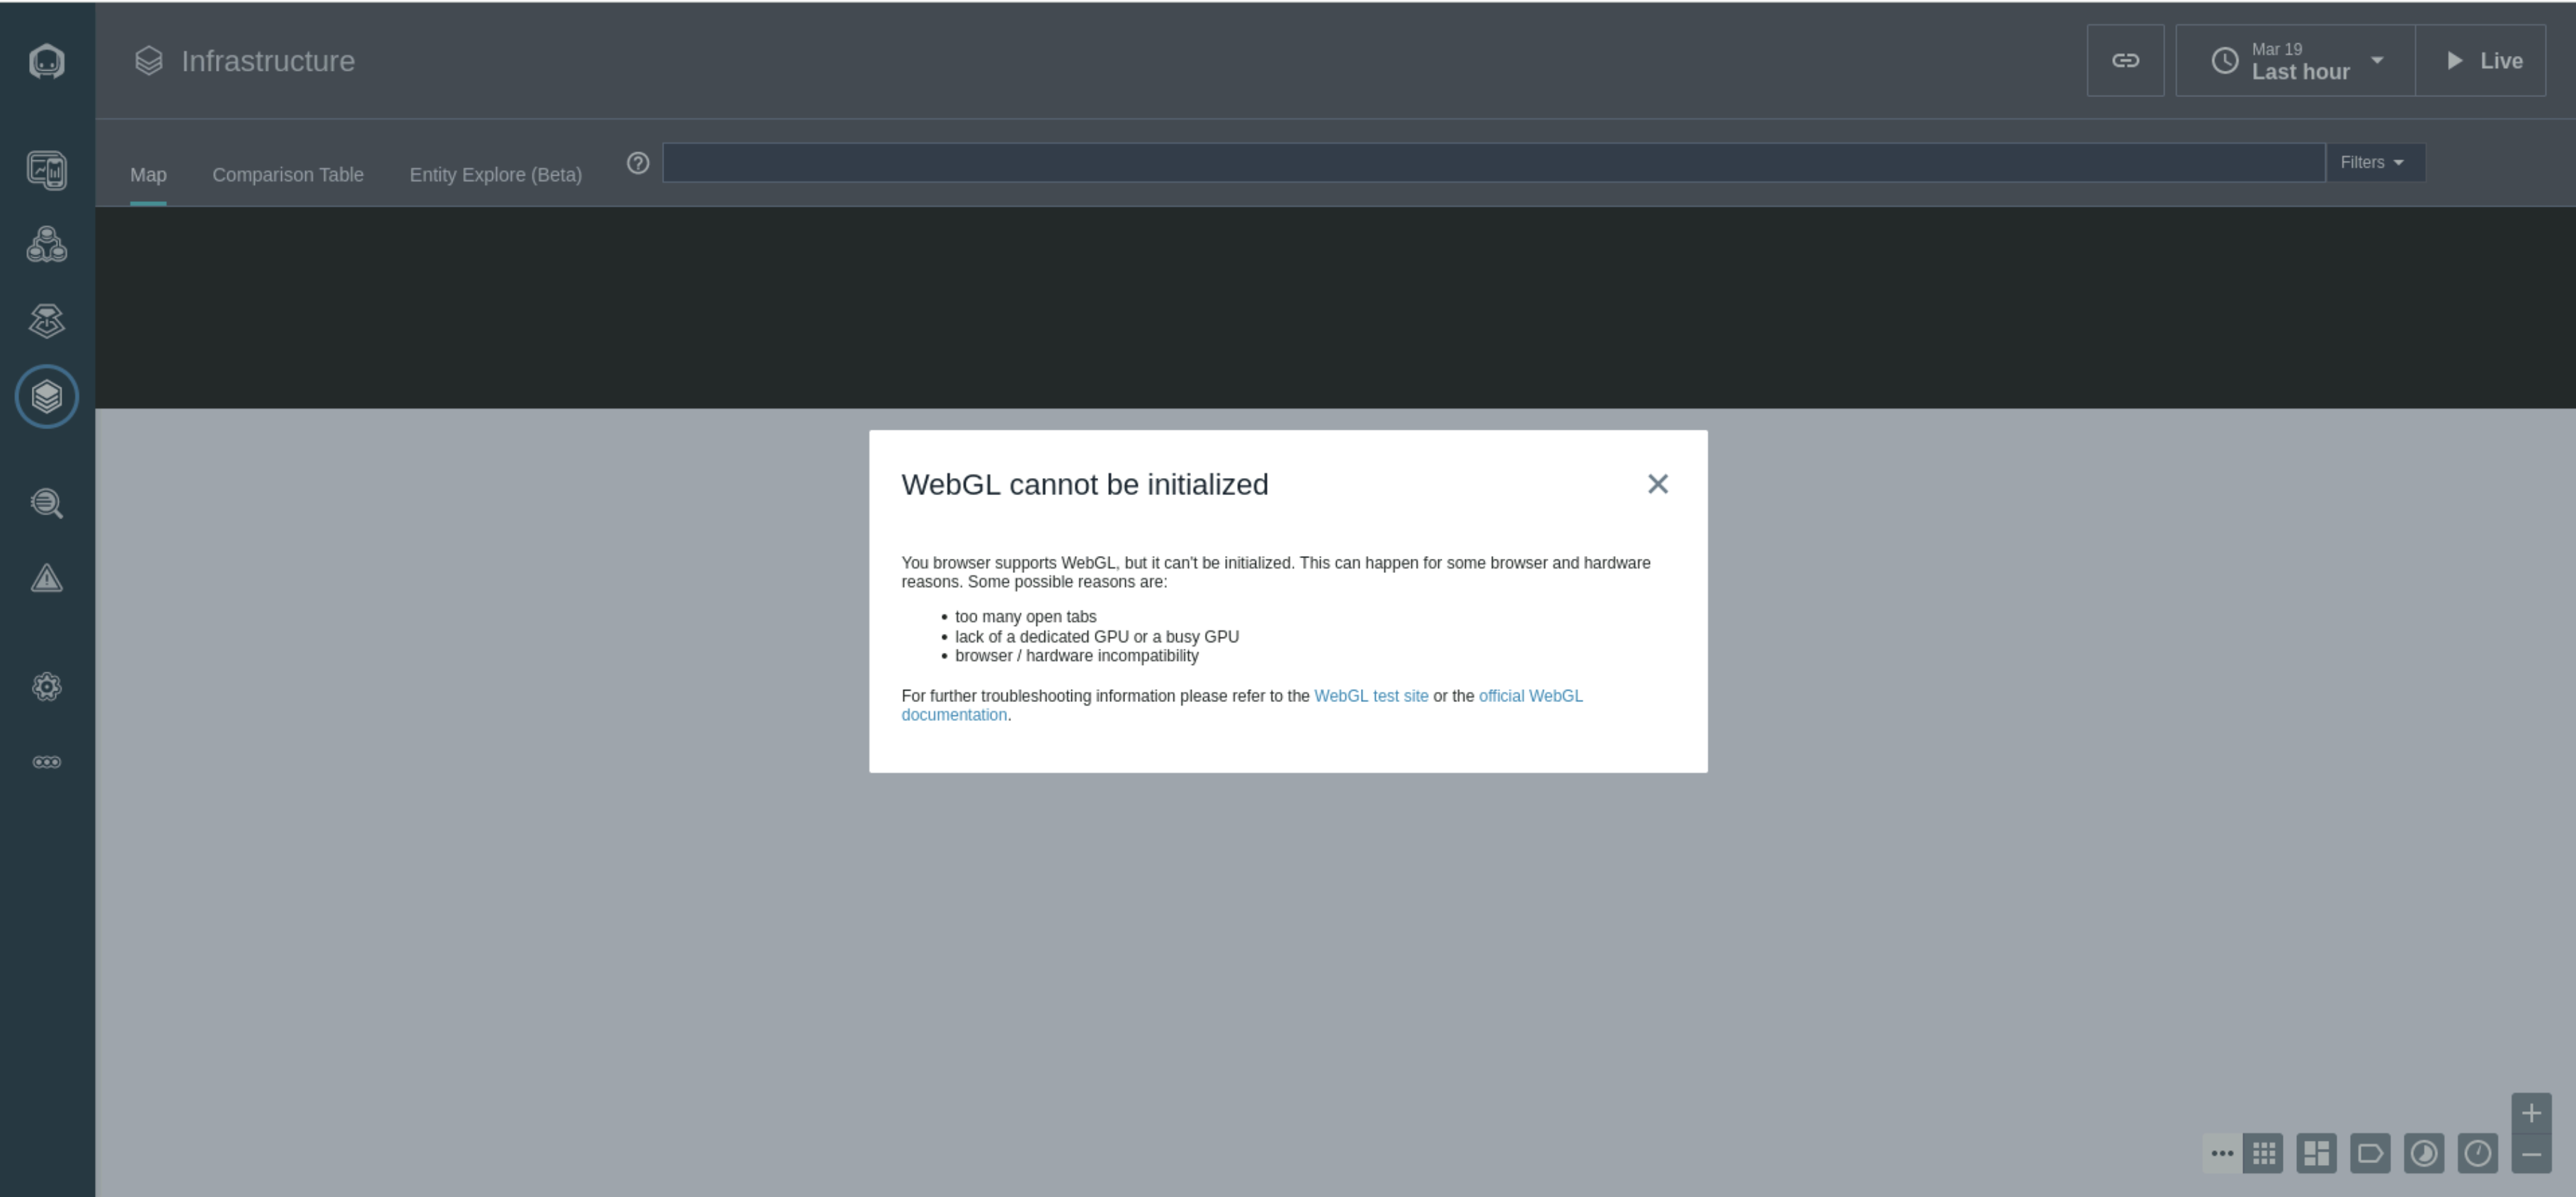 Infrastructure
Mar 19
Last hour
Live
Map
Comparison Table
Entity Explore (Beta)
Filters
WebGL cannot be initialized
You browser supports WebGL, but it can't be initialized. This can happen for some browser and hardware
reasons. Some possible reasons are:
• too many open tabs
• lack of a dedicated GPU or a busy GPU
• browser / hardware incompatibility
For further troubleshooting information please refer to the WebGL test site or the official WebGL
documentation.